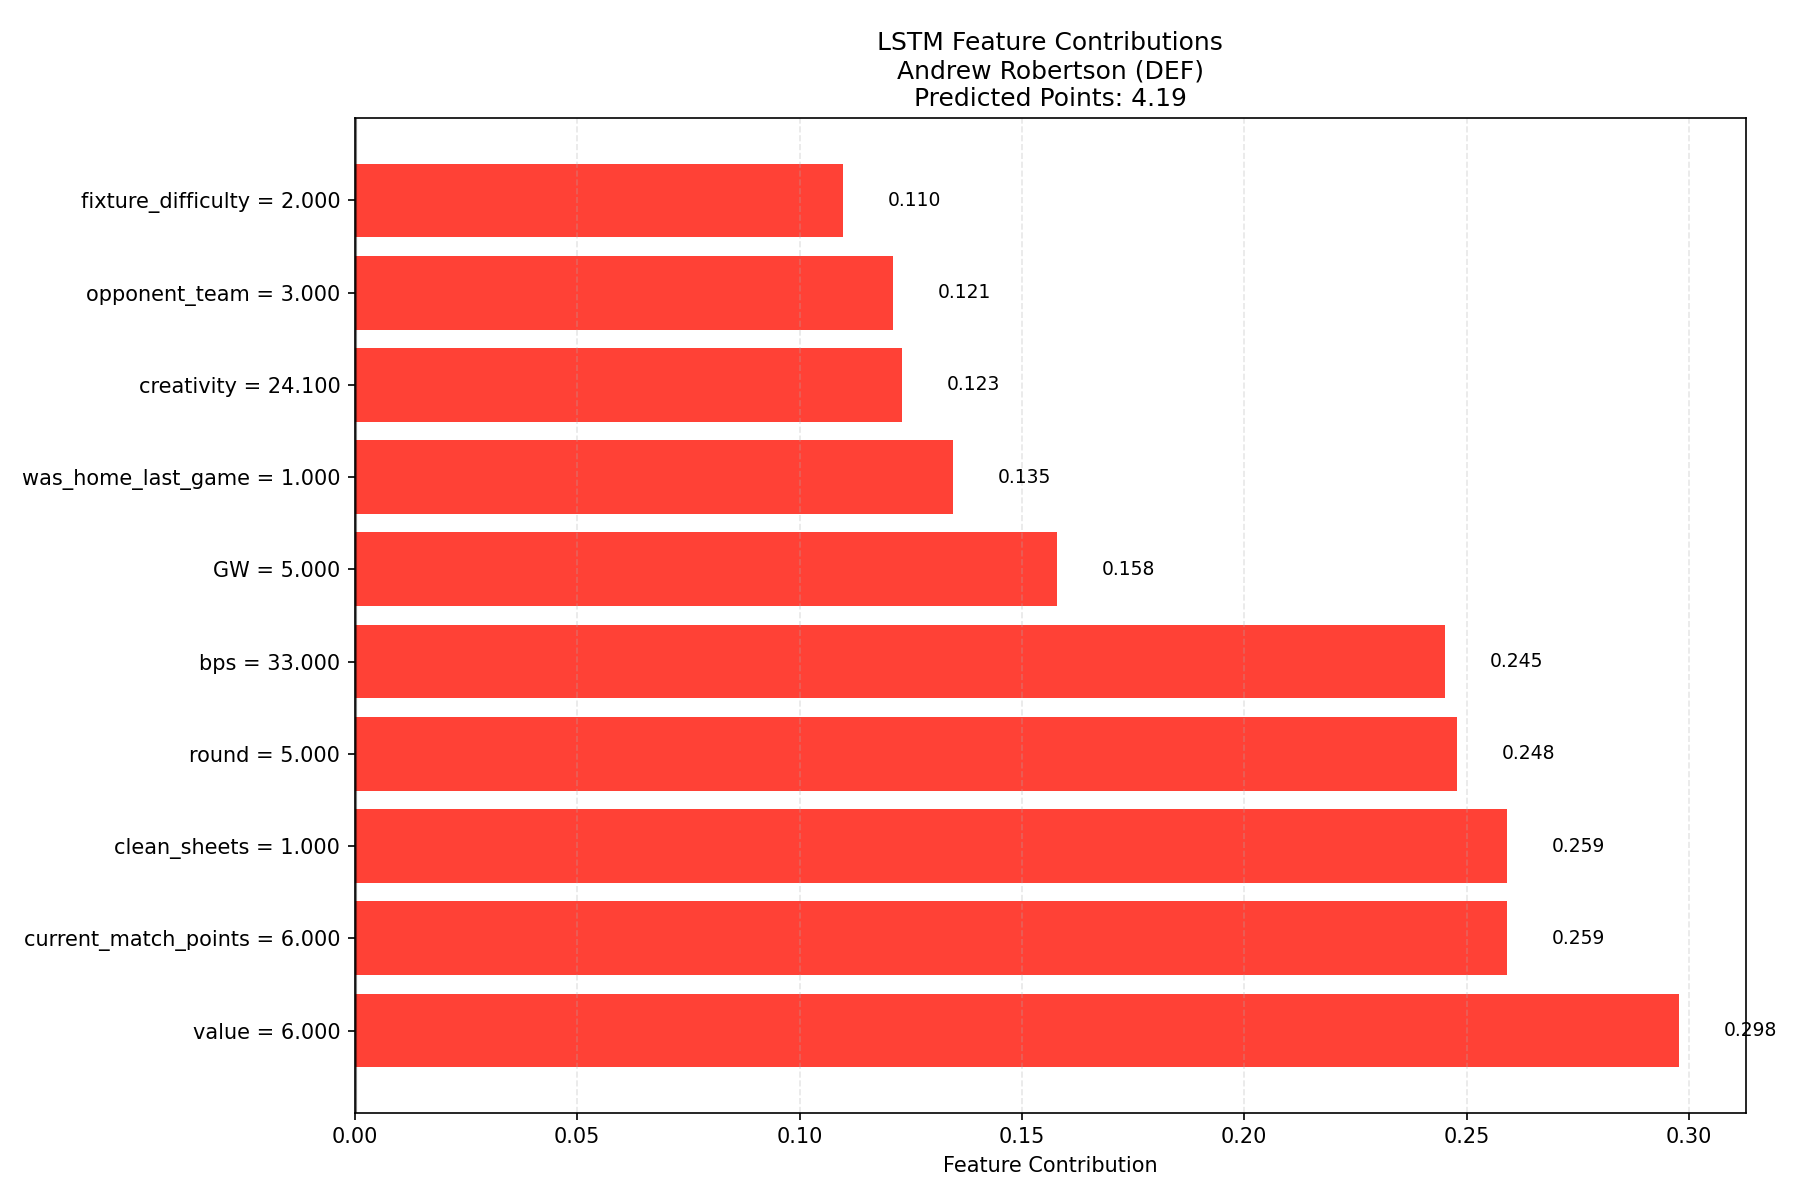 LSTM Feature Contributions
Andrew Robertson (DEF)
Predicted Points: 4.19
fixture_difficulty = 2.000
0.110
opponent_team = 3.000
0.121
creativity = 24.100
0.123
was_home_last_game = 1.000
0.135
GW = 5.000
0.158
bps = 33.000
0.245
round = 5.000
0.248
clean_sheets = 1.000
0.259
current_match_points = 6.000
0.259
value = 6.000
0.298
0.00 0.05 0.10 0.15 0.20 0.25 0.30
Feature Contribution